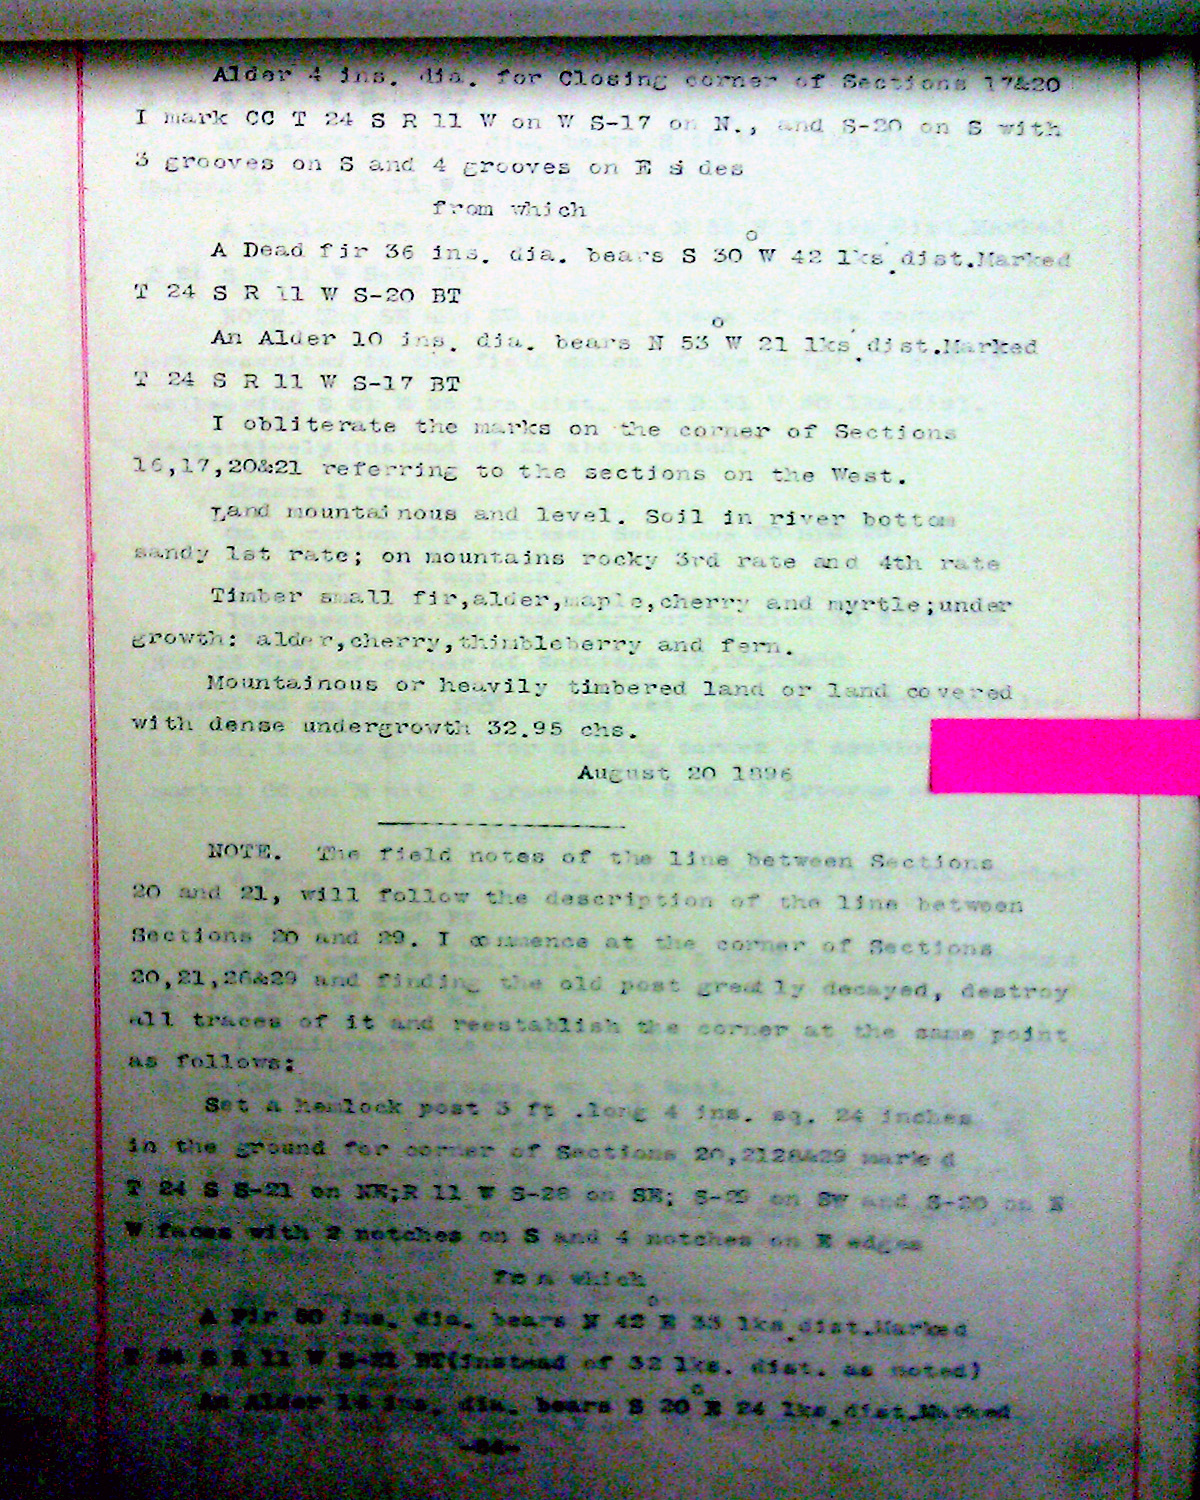 Alder 4 ins. dia. for Closing corner of Sections 17&20
I mark CC T 24 S R 11 W on W S-17 on N., and S-20 on S with
3 grooves on S and 4 grooves on E si des
from which
A Dead fir 36 ins. dia. bears S 30° W 42 lks.dist.Marked
T 24 S R 11 W S-20 BT
An Alder 10 ins. dia. bears N 53° W 21 lks.dist.Marked
T 24 S R 11 W S-17 BT
I obliterate the marks on the corner of Sections
16,17,20&21 referring to the sections on the West.
Land mountainous and level. Soil in river bottom
sandy 1st rate; on mountains rocky 3rd rate and 4th rate
Timber small fir,alder,maple,cherry and myrtle;under
growth: alder,cherry,thimbleberry and fern.
Mountainous or heavily timbered land or land covered
with dense undergrowth 32.95 chs.
August 20 1896
NOTE. The field notes of the line between Sections
20 and 21, will follow the description of the line between
Sections 20 and 29. I commence at the corner of Sections
20,21,28&29 and finding the old post greatly decayed, destroy
all traces of it and reestablish the corner at the same point
as follows:
Set a hemlock post 3 ft .long 4 ins. sq. 24 inches
in the ground for corner of Sections 20,2128&29 marke d
T 24 S S-21 on NE;R 11 W S-28 on SE; S-29 on Sw and S-20 on N
W faces with 2 notches on S and 4 notches on E edges
from which
A Fir 50 ins. dia. bears N 42° E 33 lks.dist.Marked
T 24 S R 11 W S-21 BT(instead of 32 lks. dist. as noted)
An Alder ins. dia. bears S 20° E 24 lks.dist.Marked